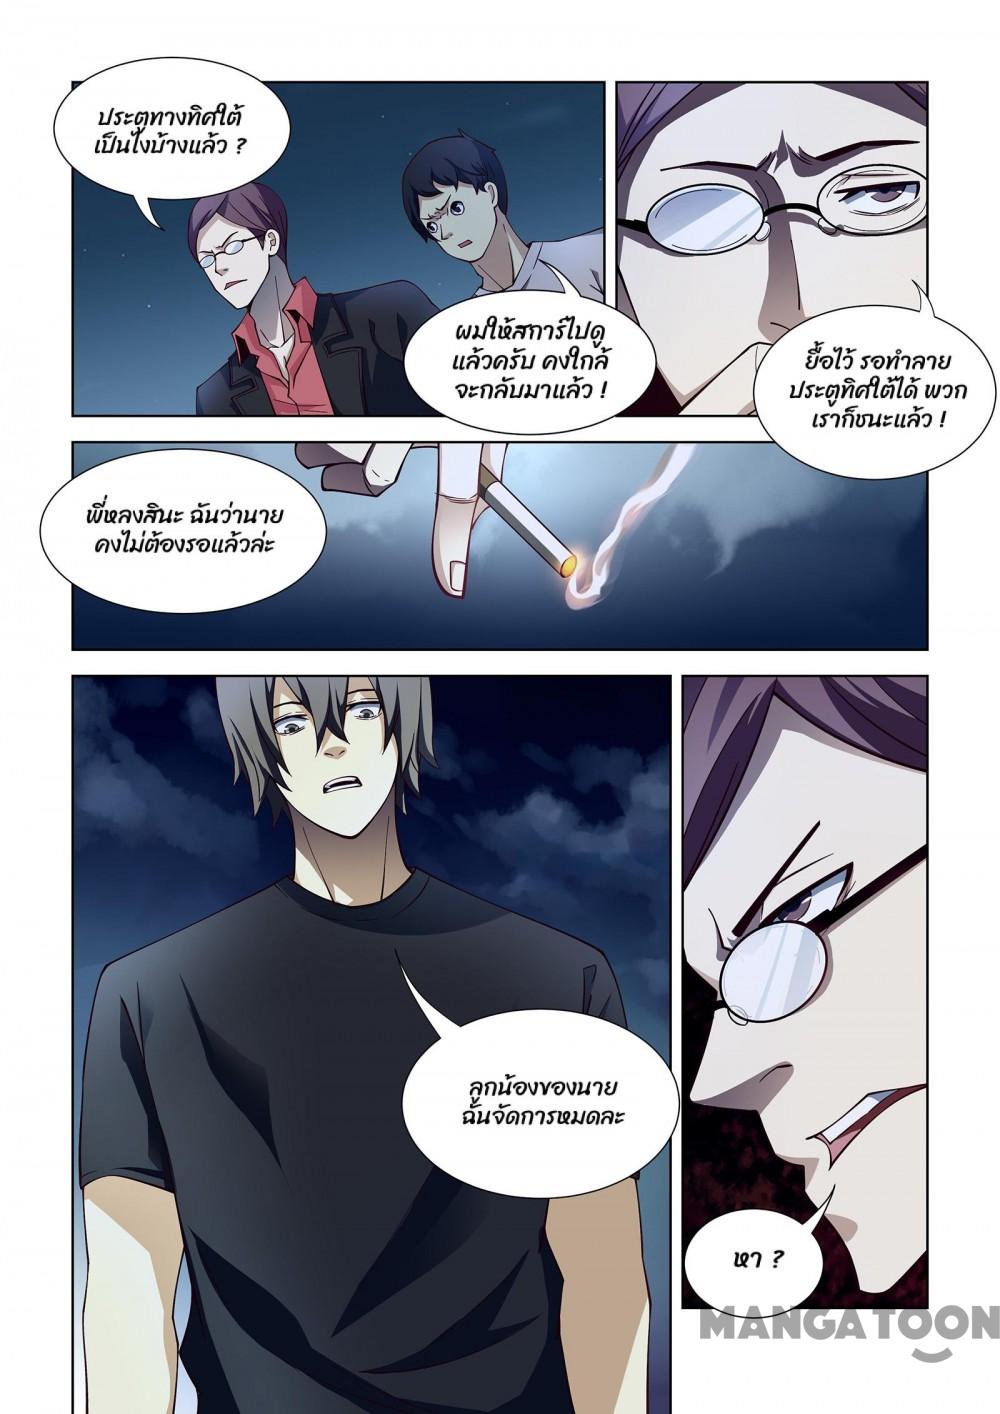 ประตูทางทิศใต้
เป็นไงบ้างแล้ว ?
ผมให้สการ์ไปดู
แล้วครับ คงใกล้
จะกลับมาแล้ว !
ยื้อไว้ รอทำลาย
ประตูทิศใต้ได้ พวก
เราก็ชนะแล้ว !
พี่หลงสินะ ฉันว่านาย
คงไม่ต้องรอแล้วล่ะ
ลูกน้องของนาย
ฉันจัดการหมดละ
หา ?
MANGATOON